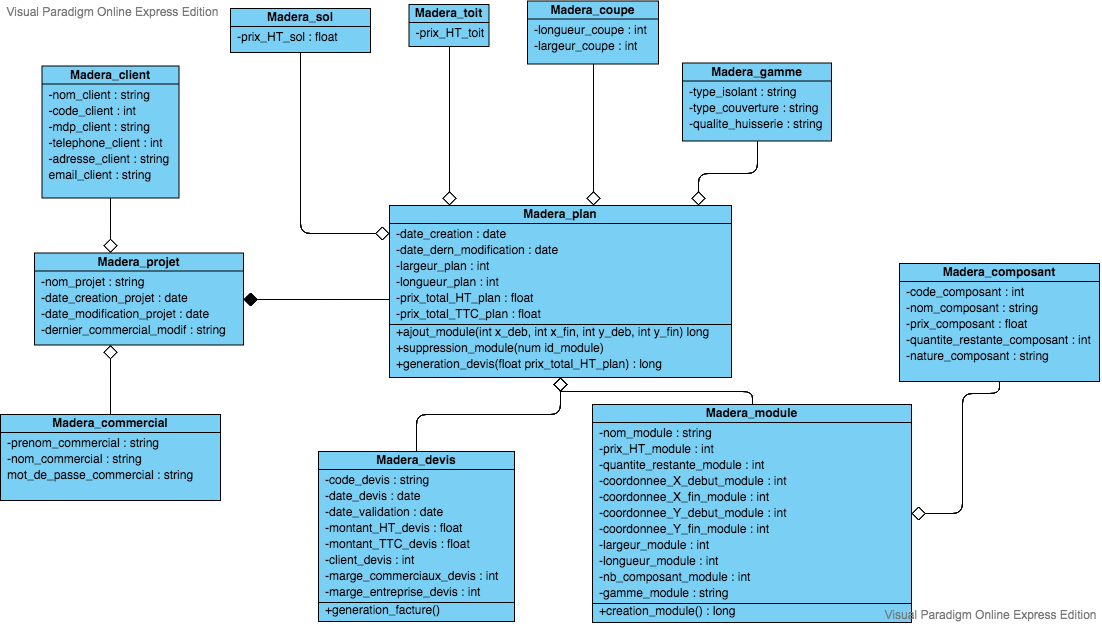 Visual Paradigm Online Express Edition
Madera_sol
-prix_HT_sol : float
Madera_toit
-prix_HT_toit
Madera_coupe
-longueur_coupe : int
-largeur_coupe : int
Madera_gamme
-type_isolant : string
-type_couverture : string
-qualite_huisserie : string
Madera_client
-nom_client : string
-code_client : int
-mdp_client : string
-telephone_client : int
-adresse_client : string
email_client : string
Madera_plan
-date_creation : date
-date_dern_modification : date
-largeur_plan : int
-longueur_plan : int
-prix_total_HT_plan : float
-prix_total_TTC_plan : float
+ajout_module(int x_deb, int x_fin, int y_deb, int y_fin) long
+suppression_module(num id_module)
+generation_devis(float prix_total_HT_plan) : long
Madera_projet
-nom_projet : string
-date_creation_projet : date
-date_modification_projet : date
-dernier_commercial_modif : string
Madera_composant
-code_composant : int
-nom_composant : string
-prix_composant : float
-quantite_restante_composant : int
-nature_composant : string
Madera_commercial
-prenom_commercial : string
-nom_commercial : string
mot_de_passe_commercial : string
Madera_devis
-code_devis : string
-date_devis : date
-date_validation : date
-montant_HT_devis : float
-montant_TTC_devis : float
-client_devis : int
-marge_commerciaux_devis : int
-marge_entreprise_devis : int
+generation_facture()
Madera_module
-nom_module : string
-prix_HT_module : int
-quantite_restante_module : int
-coordonnee_X_debut_module : int
-coordonnee_X_fin_module : int
-coordonnee_Y_debut_module : int
-coordonnee_Y_fin_module : int
-largeur_module : int
-longueur_module : int
-nb_composant_module : int
-gamme_module : string
+creation_module() : long
Visual Paradigm Online Express Edition